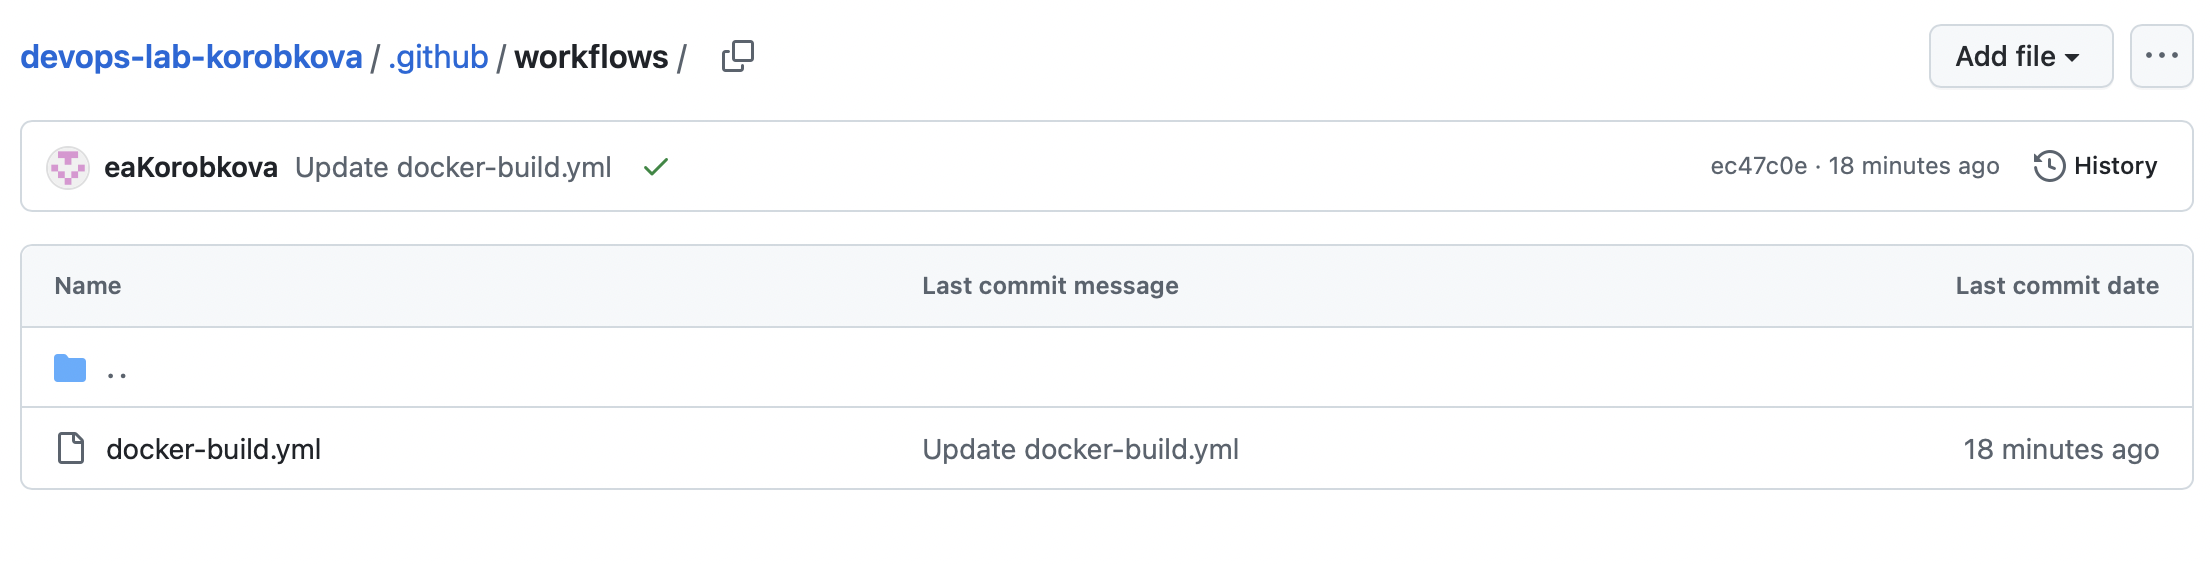 devops-lab-korobkova / .github / workflows /
Add file
eaKorobkova Update docker-build.yml
ec47c0e · 18 minutes ago
History
Name Last commit message Last commit date
..
docker-build.yml Update docker-build.yml 18 minutes ago